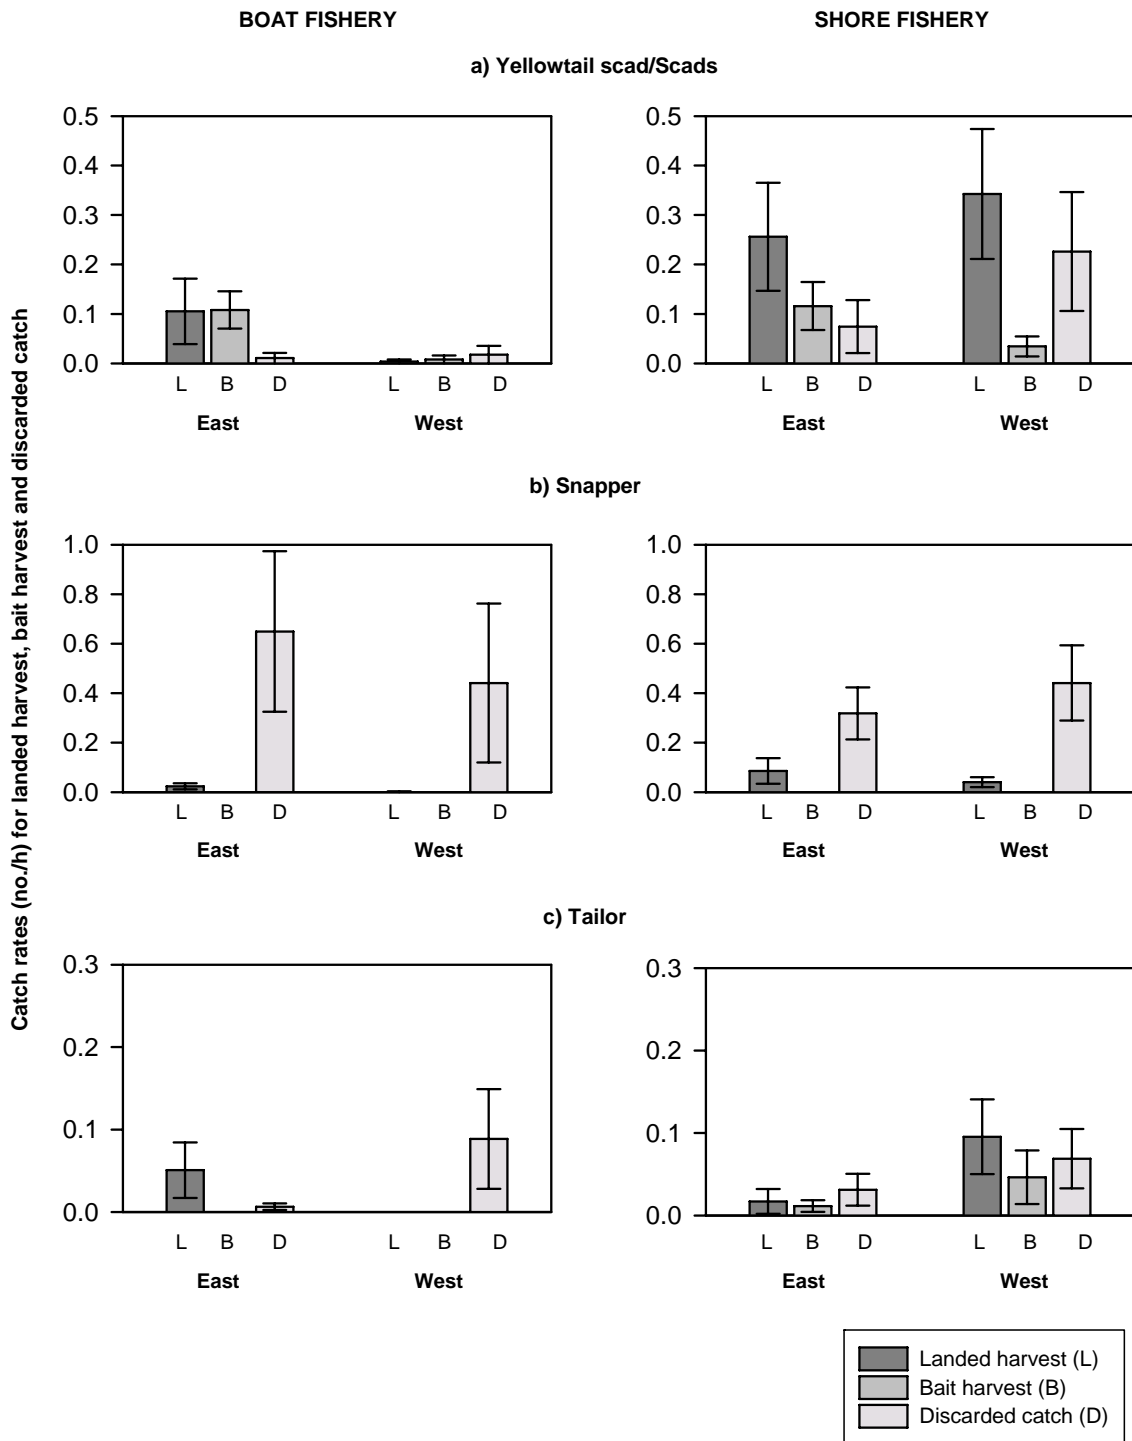 BOAT FISHERY SHORE FISHERY
a) Yellowtail scad/Scads
0.5 0.5
0.4 0.4
0.3 0.3
0.2 0.2
0.1 0.1
0.0 0.0
L B D L B D L B D L B D
East West East West
b) Snapper
1.0 1.0
0.8 0.8
0.6 0.6
0.4 0.4
0.2 0.2
0.0 0.0
L B D L B D L B D L B D
East West East West
c) Tailor
0.3 0.3
0.2 0.2
0.1 0.1
0.0 0.0
L B D L B D L B D L B D
East West East West
Catch rates (no./h) for landed harvest, bait harvest and discarded catch
Landed harvest (L)
Bait harvest (B)
Discarded catch (D)